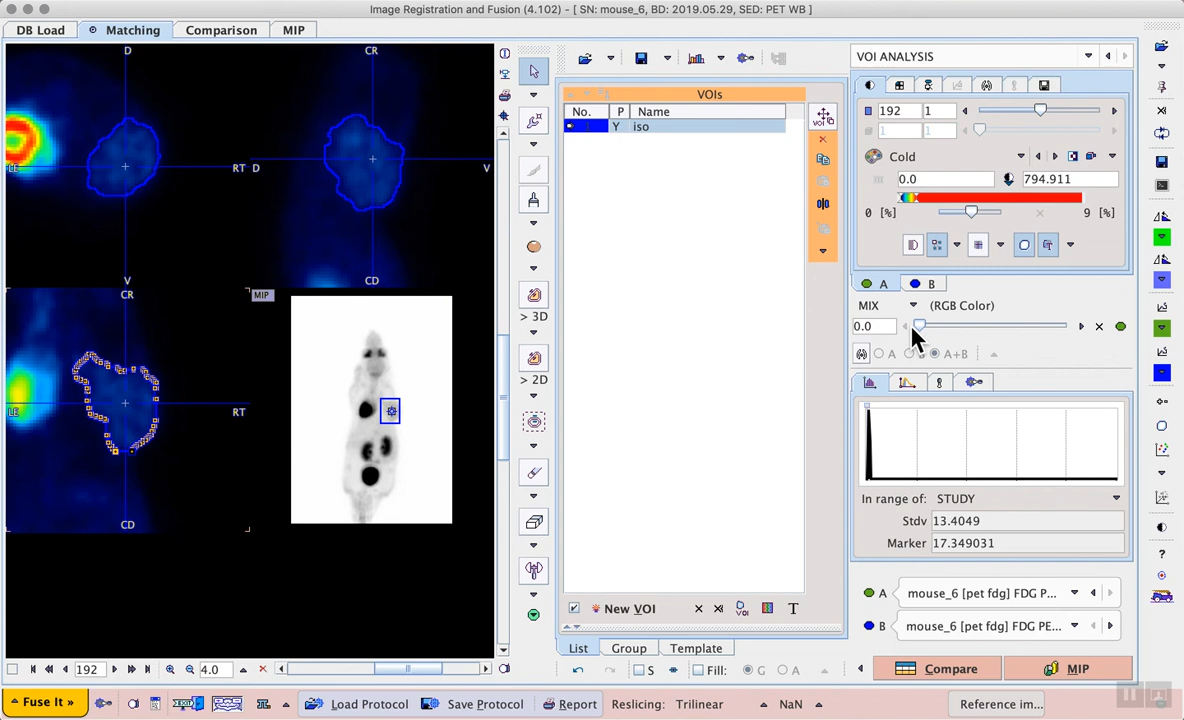 Image Registration and Fusion (4.102) - [ SN: mouse_6, BD: 2019.05.29, SED: PET WB ]
DB Load
Matching
Comparison
MIP
D
LE
RT
V
CR
D
V
CD
CR
LE
RT
CD
MIP
> 3D
> 2D
VOIs
No. P Name
Y iso
New VOI
T
List
Group
Template
S
Fill:
G
A
VOI ANALYSIS
192 1
1 1
Cold
0.0
794.911
0 [%]
9 [%]
A
B
MIX
(RGB Color)
0.0
A
A+B
In range of: STUDY
Stdv 13.4049
Marker 17.349031
A mouse_6 [pet fdg] FDG P...
B mouse_6 [pet fdg] FDG PE...
Compare
MIP
192
4.0
Fuse It »
EXIT
Load Protocol
Save Protocol
Report
Reslicing: Trilinear
NaN
Reference im...